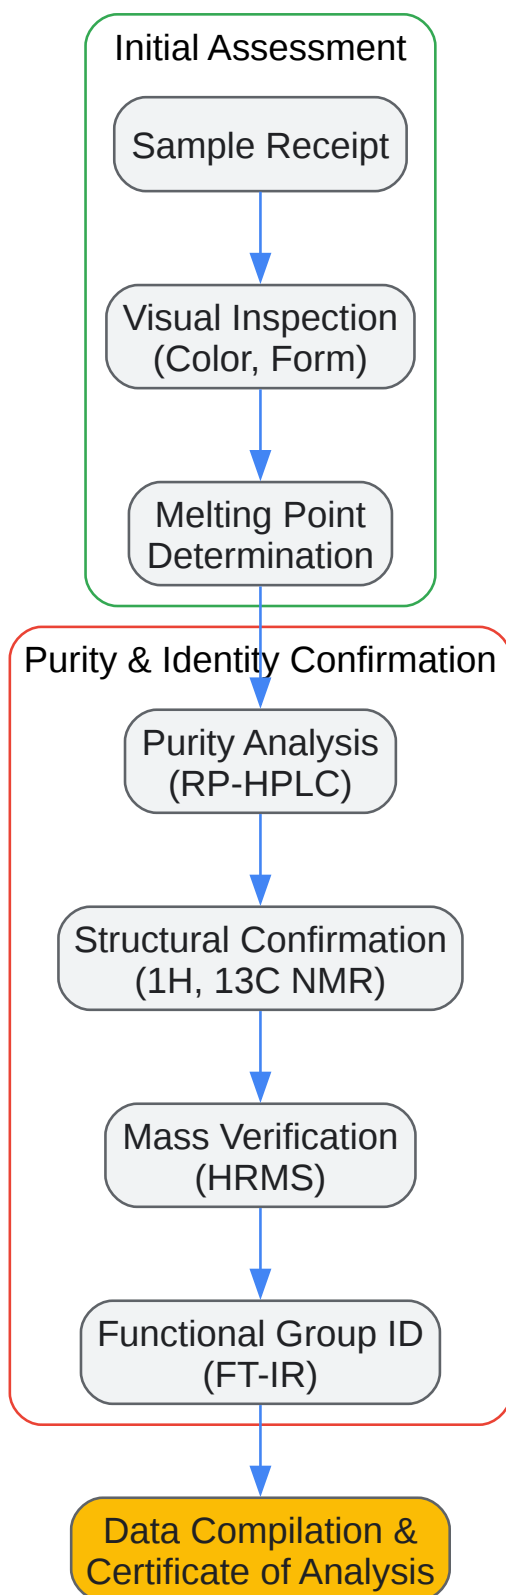 Initial Assessment
Sample Receipt
Visual Inspection
(Color, Form)
Melting Point
Determination
Purity & Identity Confirmation
Purity Analysis
(RP-HPLC)
Structural Confirmation
(1H, 13C NMR)
Mass Verification
(HRMS)
Functional Group ID
(FT-IR)
Data Compilation &
Certificate of Analysis